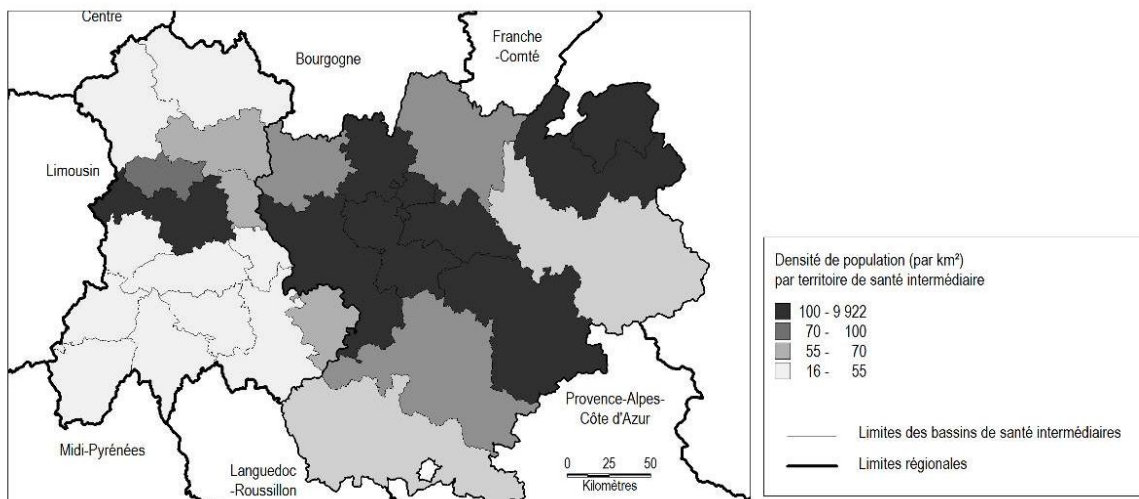 Centre
Bourgogne
Franche
-Comté
Limousin
Midi-Pyrénées
Languedoc
-Roussillon
Provence-Alpes-
Côte d'Azur
0 25 50
Kilomètres
Densité de population (par km²)
par territoire de santé intermédiaire
100 - 9 922
70 - 100
55 - 70
16 - 55
Limites des bassins de santé intermédiaires
Limites régionales